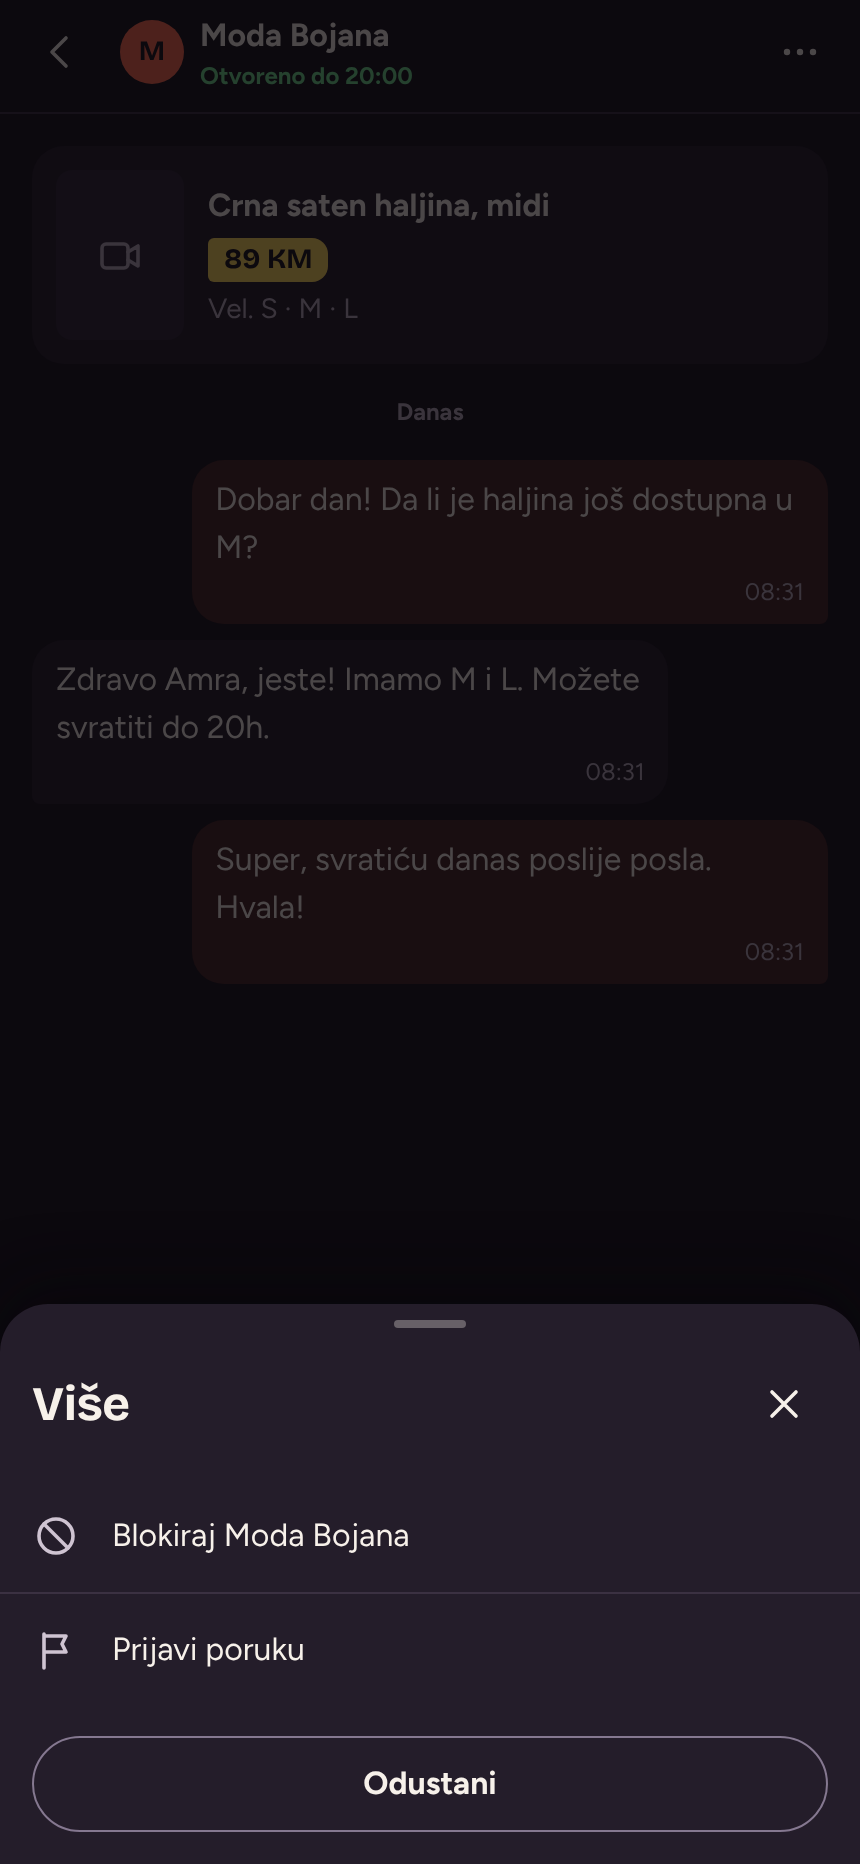 M
Moda Bojana
Otvoreno do 20:00
Crna saten haljina, midi
89 KM
Vel. S · M · L
Danas
Dobar dan! Da li je haljina još dostupna u
M?
08:31
Zdravo Amra, jeste! Imamo M i L. Možete
svratiti do 20h.
08:31
Super, svratiću danas poslije posla.
Hvala!
08:31
Više
Blokiraj Moda Bojana
Prijavi poruku
Odustani